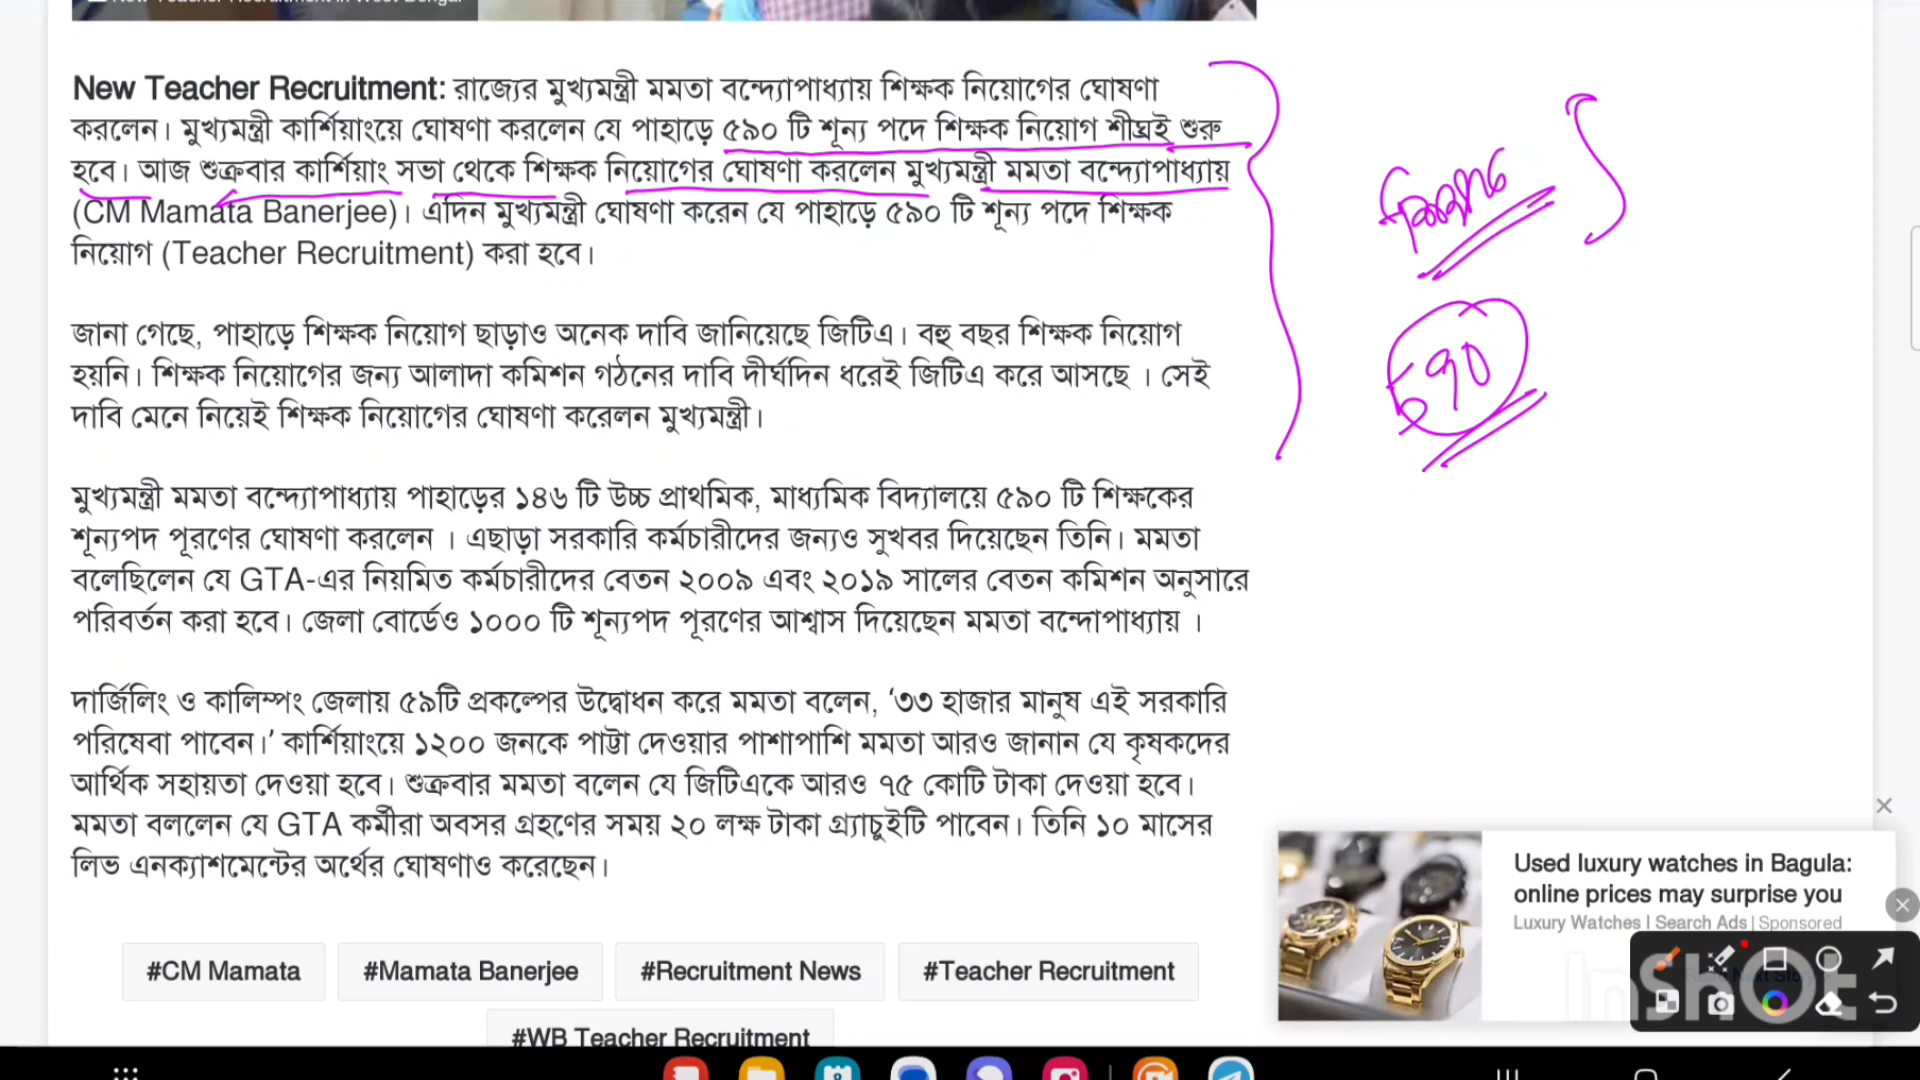 New Teacher Recruitment in West Bengal
New Teacher Recruitment: রাজ্যের মুখ্যমন্ত্রী মমতা বন্দ্যোপাধ্যায় শিক্ষক নিয়োগের ঘোষণা
করলেন। মুখ্যমন্ত্রী কার্শিয়াংয়ে ঘোষণা করলেন যে পাহাড়ে ৫৯০ টি শূন্য পদে শিক্ষক নিয়োগ শীঘ্রই শুরু
হবে। আজ শুক্রবার কার্শিয়াং সভা থেকে শিক্ষক নিয়োগের ঘোষণা করলেন মুখ্যমন্ত্রী মমতা বন্দ্যোপাধ্যায়
(CM Mamata Banerjee)। এদিন মুখ্যমন্ত্রী ঘোষণা করেন যে পাহাড়ে ৫৯০ টি শূন্য পদে শিক্ষক
নিয়োগ (Teacher Recruitment) করা হবে।
জানা গেছে, পাহাড়ে শিক্ষক নিয়োগ ছাড়াও অনেক দাবি জানিয়েছে জিটিএ। বহু বছর শিক্ষক নিয়োগ
হয়নি। শিক্ষক নিয়োগের জন্য আলাদা কমিশন গঠনের দাবি দীর্ঘদিন ধরেই জিটিএ করে আসছে । সেই
দাবি মেনে নিয়েই শিক্ষক নিয়োগের ঘোষণা করেলন মুখ্যমন্ত্রী।
মুখ্যমন্ত্রী মমতা বন্দ্যোপাধ্যায় পাহাড়ের ১৪৬ টি উচ্চ প্রাথমিক, মাধ্যমিক বিদ্যালয়ে ৫৯০ টি শিক্ষকের
শূন্যপদ পূরণের ঘোষণা করলেন । এছাড়া সরকারি কর্মচারীদের জন্যও সুখবর দিয়েছেন তিনি। মমতা
বলেছিলেন যে GTA-এর নিয়মিত কর্মচারীদের বেতন ২০০৯ এবং ২০১৯ সালের বেতন কমিশন অনুসারে
পরিবর্তন করা হবে। জেলা বোর্ডেও ১০০০ টি শূন্যপদ পূরণের আশ্বাস দিয়েছেন মমতা বন্দোপাধ্যায় ।
দার্জিলিং ও কালিম্পং জেলায় ৫৯টি প্রকল্পের উদ্বোধন করে মমতা বলেন, ‘৩৩ হাজার মানুষ এই সরকারি
পরিষেবা পাবেন।’ কার্শিয়াংয়ে ১২০০ জনকে পাট্টা দেওয়ার পাশাপাশি মমতা আরও জানান যে কৃষকদের
আর্থিক সহায়তা দেওয়া হবে। শুক্রবার মমতা বলেন যে জিটিএকে আরও ৭৫ কোটি টাকা দেওয়া হবে।
মমতা বললেন যে GTA কর্মীরা অবসর গ্রহণের সময় ২০ লক্ষ টাকা গ্র্যাচুইটি পাবেন। তিনি ১০ মাসের
লিভ এনক্যাশমেন্টের অর্থের ঘোষণাও করেছেন।
৫90
Used luxury watches in Bagula:
online prices may surprise you
Luxury Watches | Search Ads | Sponsored
InShOt
#CM Mamata #Mamata Banerjee #Recruitment News #Teacher Recruitment
#WB Teacher Recruitment